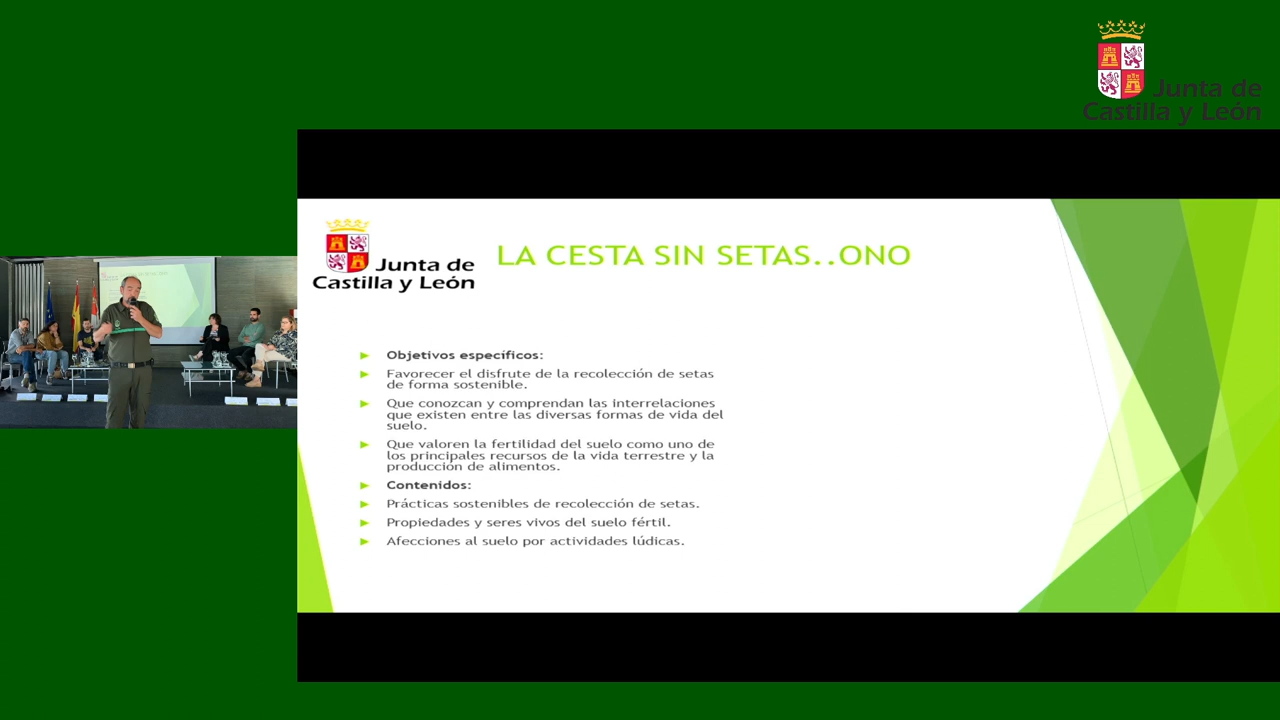 Junta de
Castilla y León
Junta de
Castilla y León
LA CESTA SIN SETAS..ONO
Objetivos específicos:
Favorecer el disfrute de la recolección de setas
de forma sostenible.
Que conozcan y comprendan las interrelaciones
que existen entre las diversas formas de vida del
suelo.
Que valoren la fertilidad del suelo como uno de
los principales recursos de la vida terrestre y la
producción de alimentos.
Contenidos:
Prácticas sostenibles de recolección de setas.
Propiedades y seres vivos del suelo fértil.
Afecciones al suelo por actividades lúdicas.